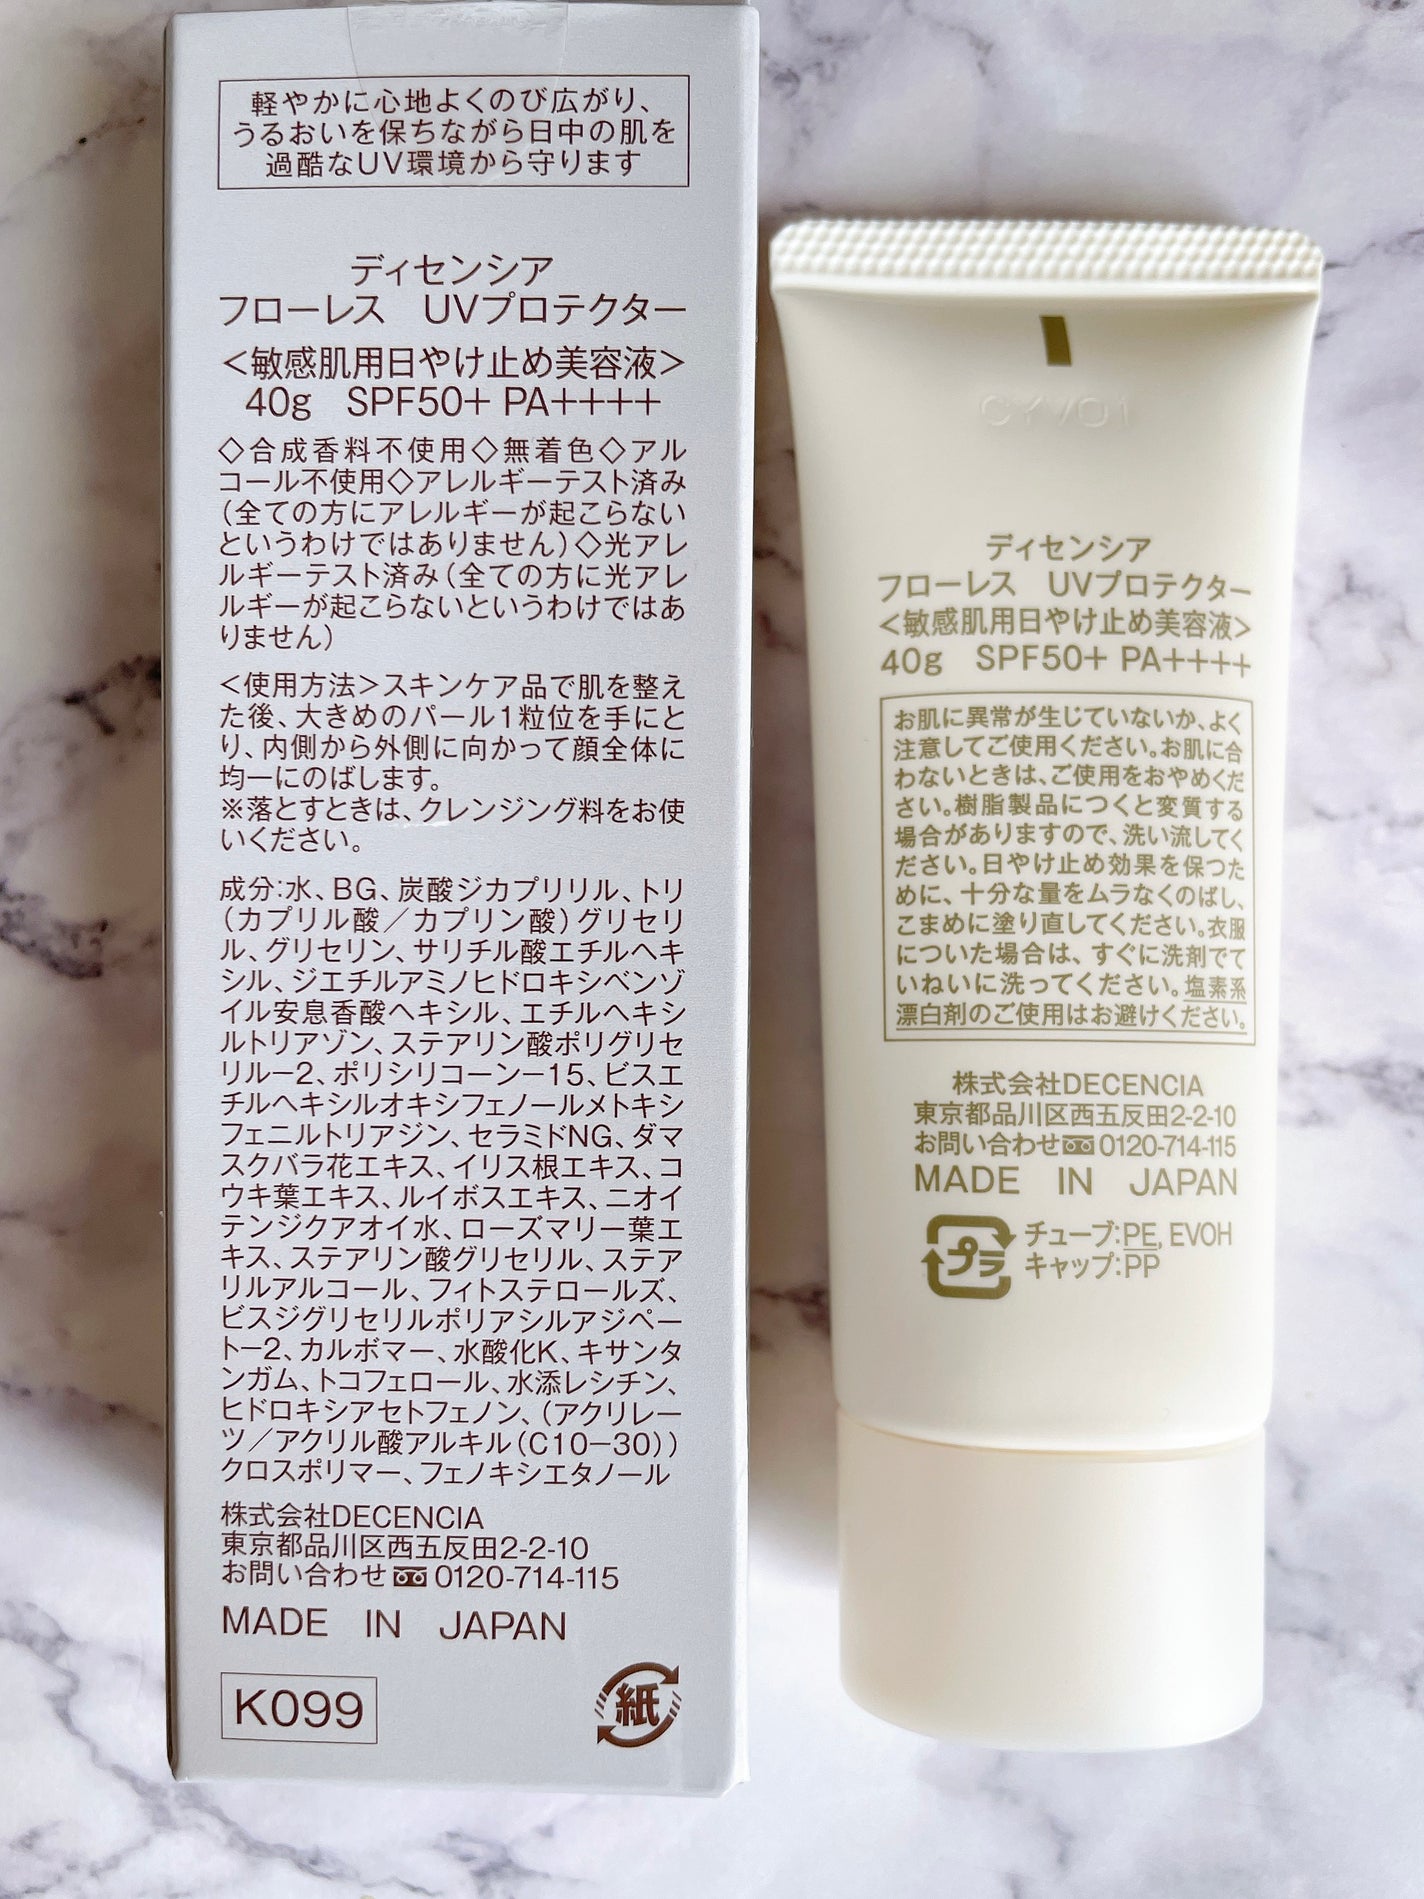 軽やかに心地よくのび広がり、
うるおいを保ちながら日中の肌を
過酷なUV環境から守ります
ディセンシア
フローレス　UVプロテクター
＜敏感肌用日やけ止め美容液＞
40g　SPF50+ PA++++
◇合成香料不使用◇無着色◇アル
コール不使用◇アレルギーテスト済み
（全ての方にアレルギーが起こらない
というわけではありません）◇光アレ
ルギーテスト済み（全ての方に光アレ
ルギーが起こらないというわけではあ
りません）
＜使用方法＞スキンケア品で肌を整え
た後、大きめのパール1粒位を手にと
り、内側から外側に向かって顔全体に
均一にのばします。
※落とすときは、クレンジング料をお使
いください。
成分：水、BG、炭酸ジカプリリル、トリ
（カプリル酸／カプリン酸）グリセリ
ル、グリセリン、サリチル酸エチルヘキ
シル、ジエチルアミノヒドロキシベンゾ
イル安息香酸ヘキシル、エチルヘキシ
ルトリアゾン、ステアリン酸ポリグリセ
リル－2、ポリシリコーン－15、ビスエ
チルヘキシルオキシフェノールメトキシ
フェニルトリアジン、セラミドNG、ダマ
スクバラ花エキス、イリス根エキス、コ
ウキ葉エキス、ルイボスエキス、ニオイ
テンジクアオイ水、ローズマリー葉エ
キス、ステアリン酸グリセリル、ステア
リルアルコール、フィトステロールズ、
ビスジグリセリルポリアシルアジペー
ト－2、カルボマー、水酸化K、キサンタ
ンガム、トコフェロール、水添レシチン、
ヒドロキシアセトフェノン、（アクリレー
ツ／アクリル酸アルキル（C10－30））
クロスポリマー、フェノキシエタノール
株式会社DECENCIA
東京都品川区西五反田2-2-10
お問い合わせ 0120-714-115
MADE IN JAPAN
K099
紙
CYV01
ディセンシア
フローレス　UVプロテクター
＜敏感肌用日やけ止め美容液＞
40g　SPF50+ PA++++
お肌に異常が生じていないか、よく
注意してご使用ください。お肌に合
わないときは、ご使用をおやめくだ
さい。樹脂製品につくと変質する
場合がありますので、洗い流してく
ださい。日やけ止め効果を保つた
めに、十分な量をムラなくのばし、
こまめに塗り直してください。衣服
についた場合は、すぐに洗剤でて
いねいに洗ってください。塩素系
漂白剤のご使用はお避けください。
株式会社DECENCIA
東京都品川区西五反田2-2-10
お問い合わせ 0120-714-115
MADE IN JAPAN
プラ
チューブ：PE, EVOH
キャップ：PP